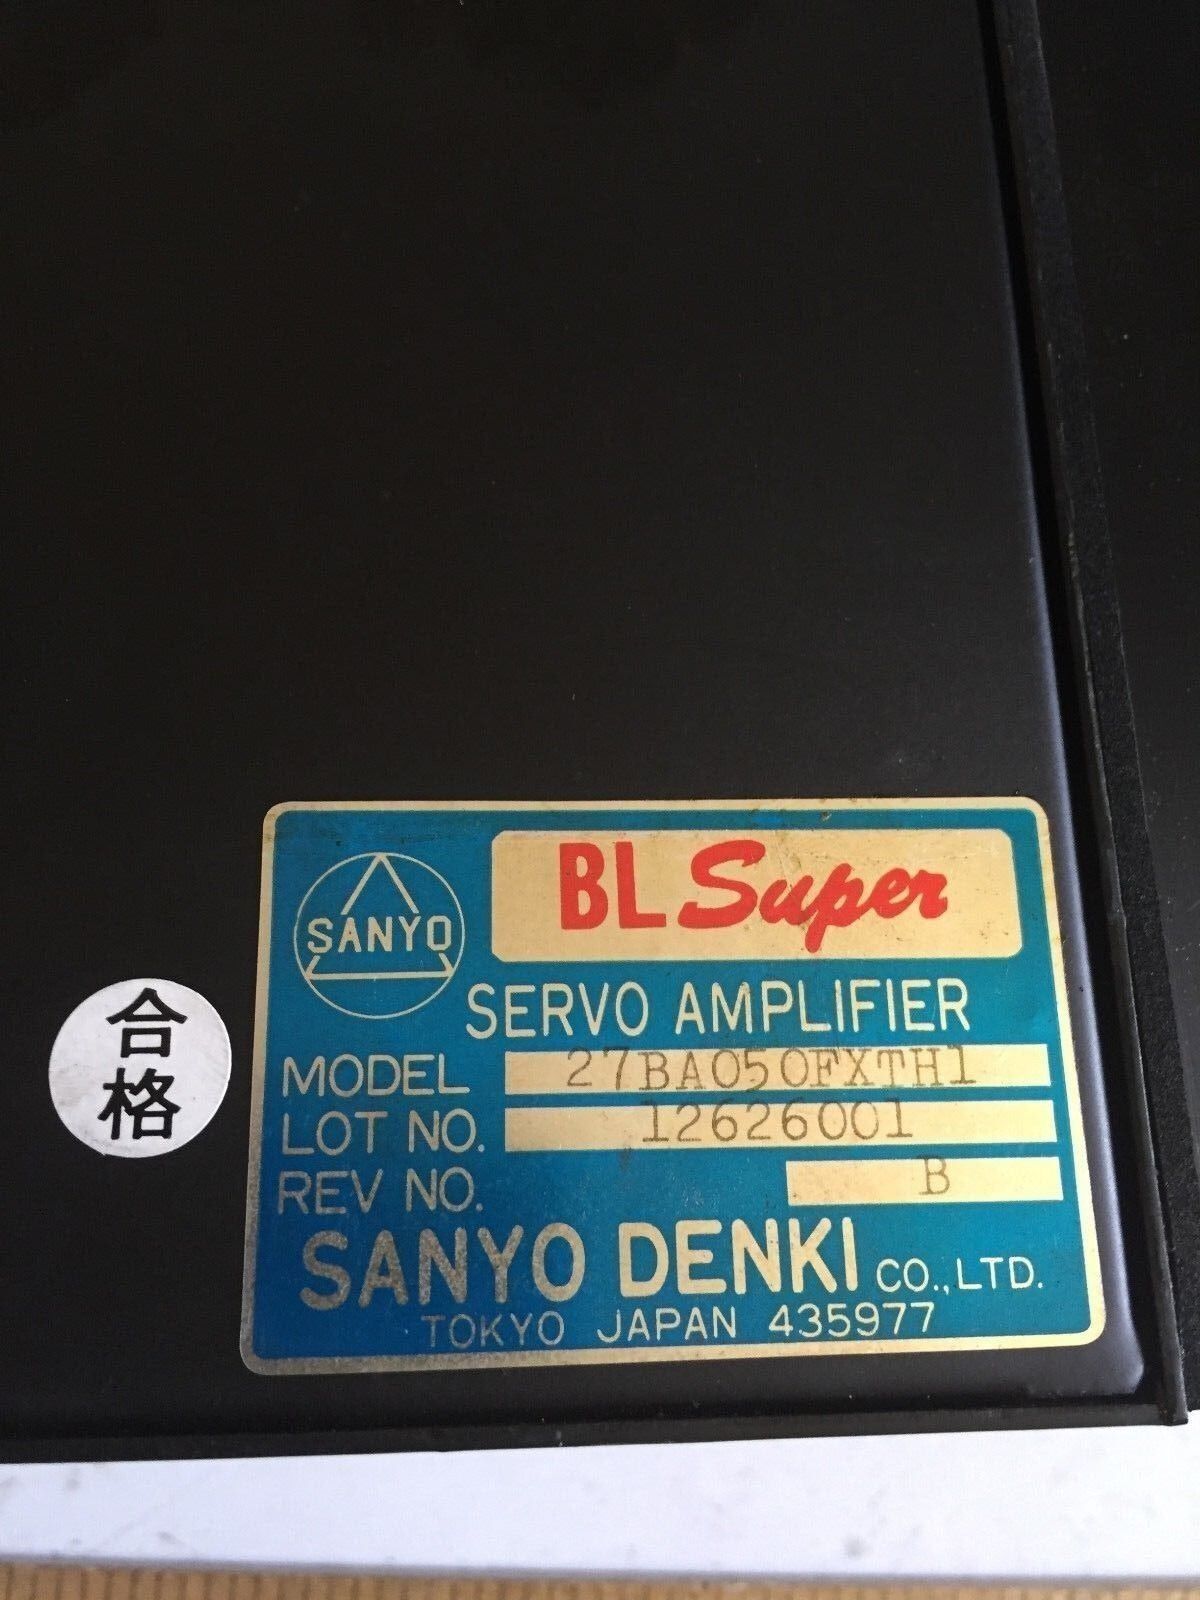 BL Super
SANYO
SERVO AMPLIFIER
MODEL 27BA050FXTH1
LOT NO. 12626001
REV NO. B
SANYO DENKI CO., LTD.
TOKYO JAPAN 435977
合
格